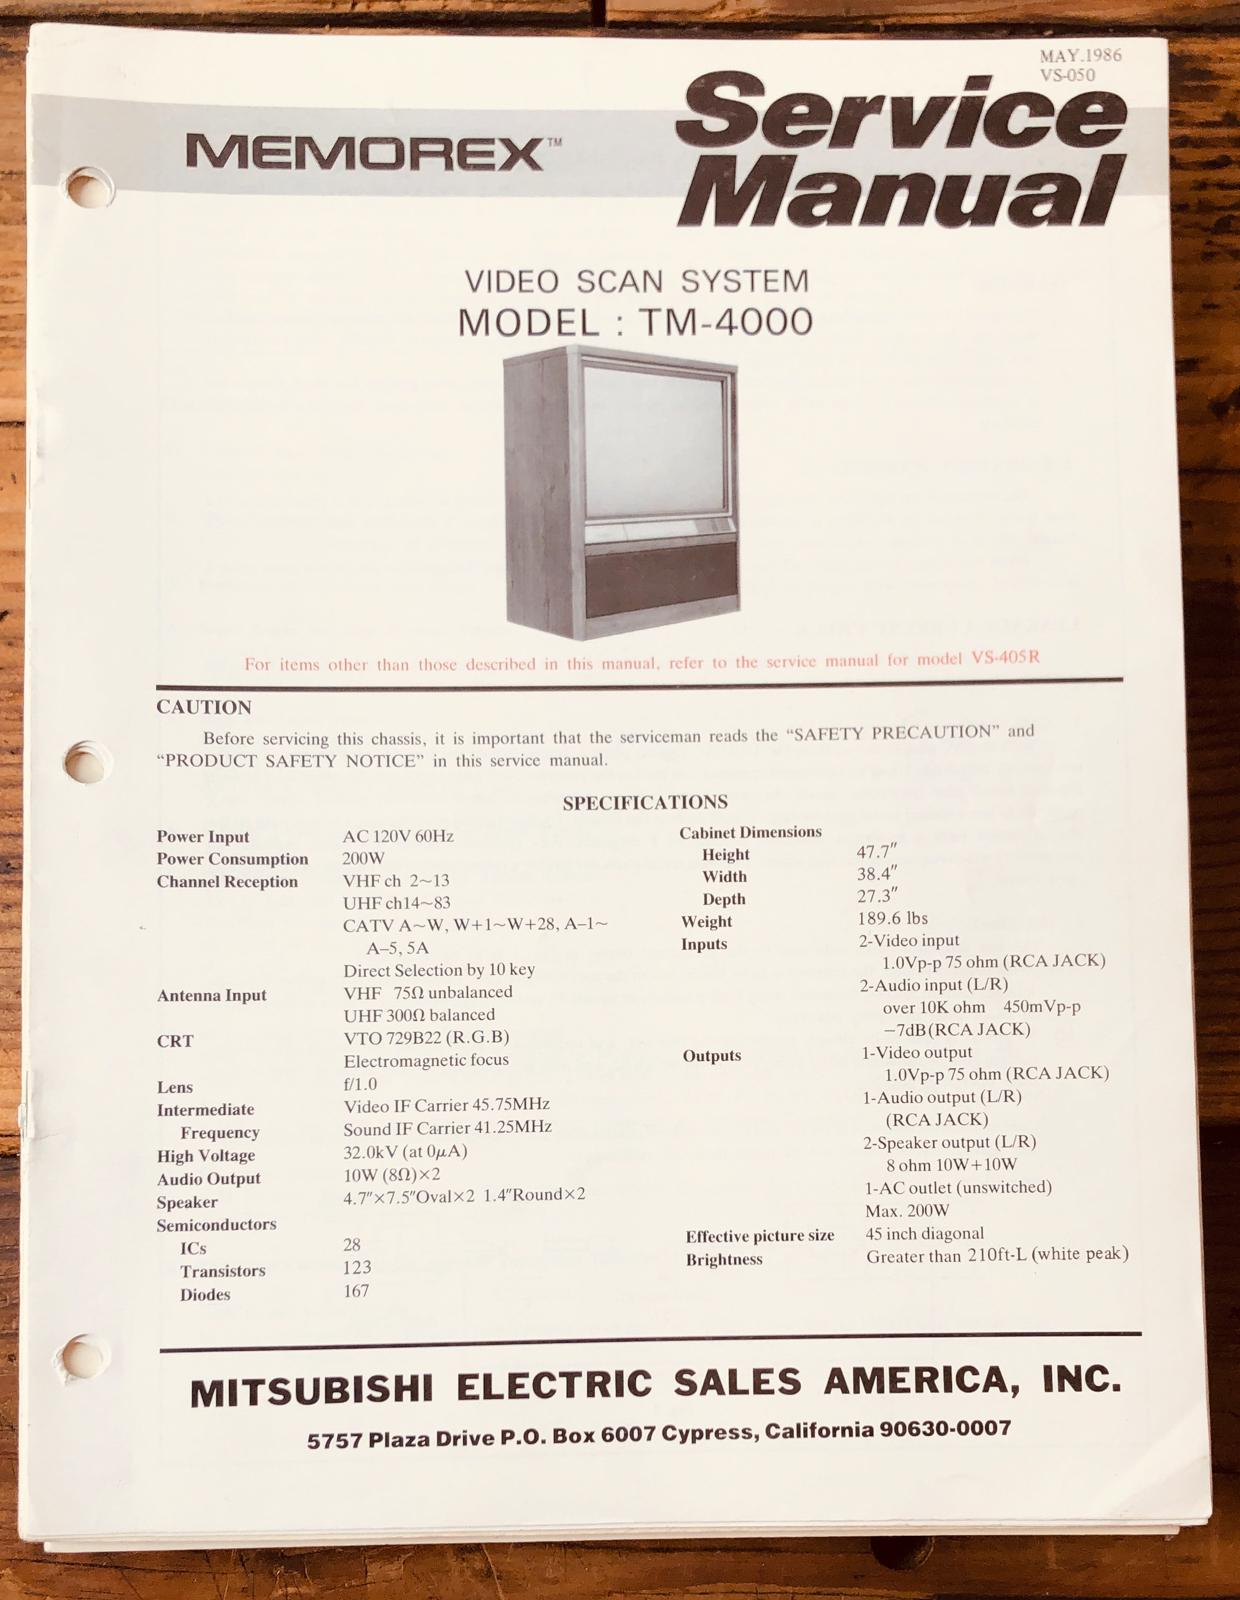 MAY.1986
VS-050
MEMOREX™
Service
Manual
VIDEO SCAN SYSTEM
MODEL : TM-4000
For items other than those described in this manual, refer to the service manual for model VS-405R
CAUTION
Before servicing this chassis, it is important that the serviceman reads the “SAFETY PRECAUTION” and
“PRODUCT SAFETY NOTICE” in this service manual.
SPECIFICATIONS
Power Input AC 120V 60Hz
Power Consumption 200W
Channel Reception VHF ch 2~13
UHF ch14~83
CATV A~W, W+1~W+28, A–1~
A–5, 5A
Direct Selection by 10 key
Antenna Input VHF 75Ω unbalanced
UHF 300Ω balanced
CRT VTO 729B22 (R.G.B)
Electromagnetic focus
Lens f/1.0
Intermediate Video IF Carrier 45.75MHz
Frequency Sound IF Carrier 41.25MHz
High Voltage 32.0kV (at 0μA)
Audio Output 10W (8Ω)×2
Speaker 4.7″×7.5″Oval×2 1.4″Round×2
Semiconductors
ICs 28
Transistors 123
Diodes 167
Cabinet Dimensions
Height 47.7″
Width 38.4″
Depth 27.3″
Weight 189.6 lbs
Inputs 2-Video input
1.0Vp-p 75 ohm (RCA JACK)
2-Audio input (L/R)
over 10K ohm 450mVp-p
−7dB(RCA JACK)
Outputs 1-Video output
1.0Vp-p 75 ohm (RCA JACK)
1-Audio output (L/R)
(RCA JACK)
2-Speaker output (L/R)
8 ohm 10W+10W
1-AC outlet (unswitched)
Max. 200W
Effective picture size 45 inch diagonal
Brightness Greater than 210ft-L (white peak)
MITSUBISHI ELECTRIC SALES AMERICA, INC.
5757 Plaza Drive P.O. Box 6007 Cypress, California 90630-0007